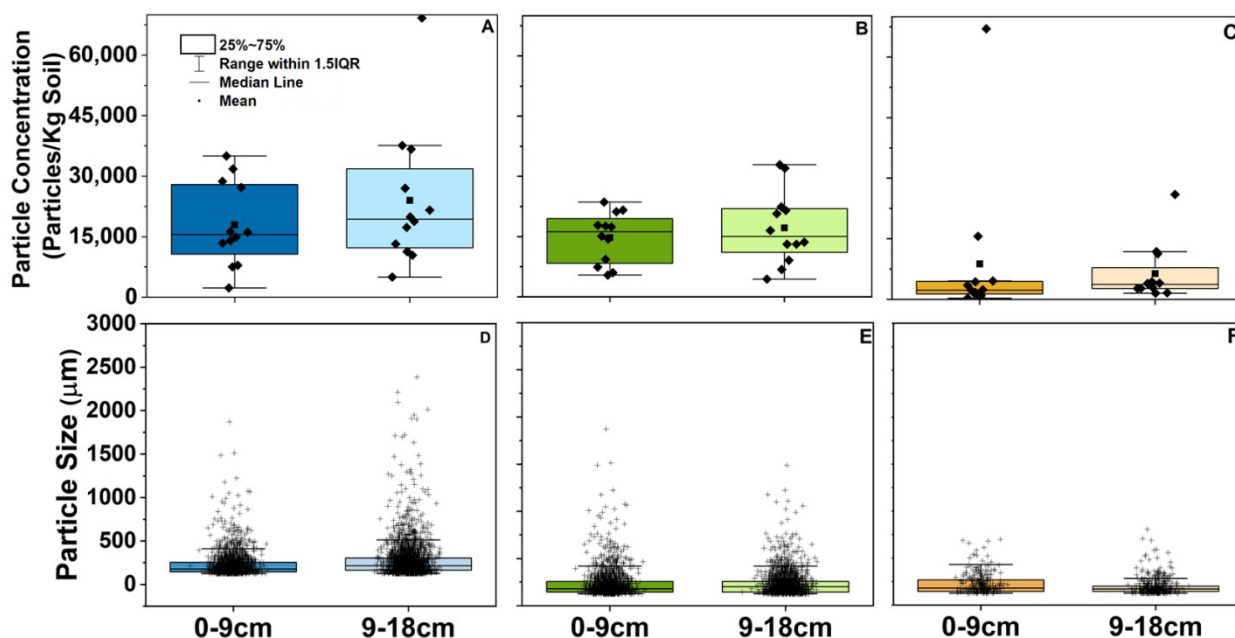 A
B
C
25%~75%
Range within 1.5IQR
Median Line
Mean
Particle Concentration
(Particles/Kg Soil)
60,000
45,000
30,000
15,000
0
D
E
F
Particle Size (μm)
3000
2500
2000
1500
1000
500
0
0-9cm 9-18cm 0-9cm 9-18cm 0-9cm 9-18cm